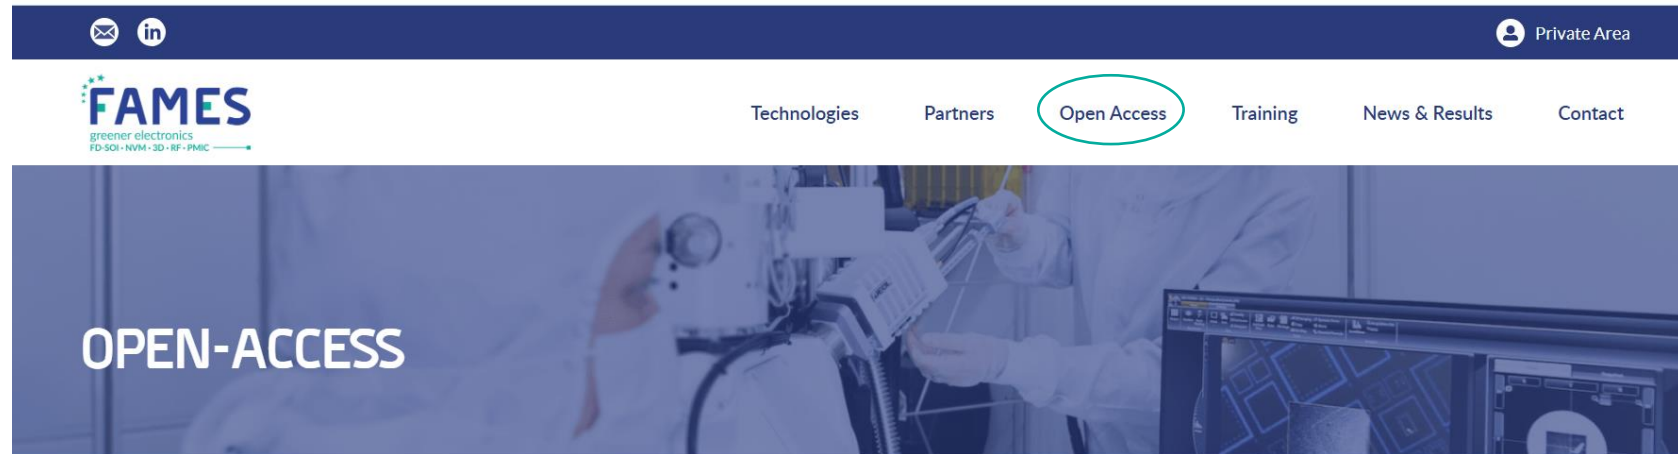 Private Area
FAMES
greener electronics
FD-SOI • NVM • 3D • RF • PMIC
Technologies
Partners
Open Access
Training
News & Results
Contact
OPEN-ACCESS